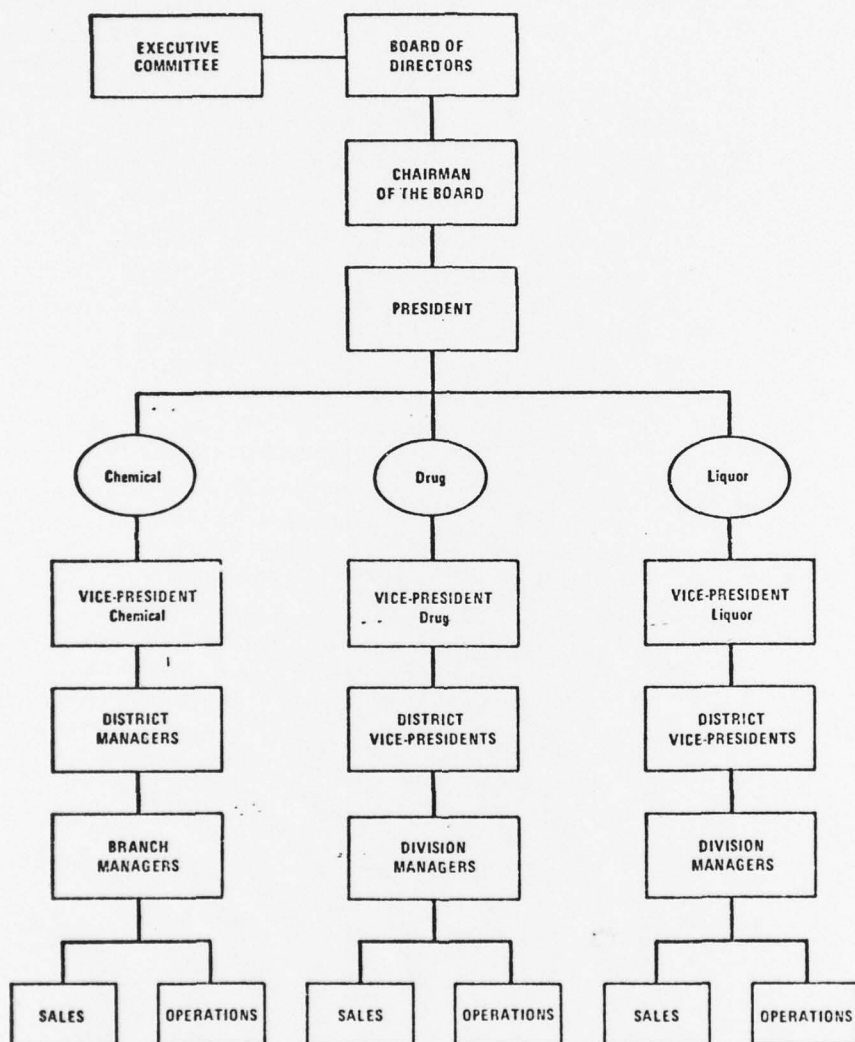 EXECUTIVE
COMMITTEE
BOARD OF
DIRECTORS
CHAIRMAN
OF THE BOARD
PRESIDENT
Chemical
Drug
Liquor
VICE-PRESIDENT
Chemical
VICE-PRESIDENT
Drug
VICE-PRESIDENT
Liquor
DISTRICT
MANAGERS
DISTRICT
VICE-PRESIDENTS
DISTRICT
VICE-PRESIDENTS
BRANCH
MANAGERS
DIVISION
MANAGERS
DIVISION
MANAGERS
SALES
OPERATIONS
SALES
OPERATIONS
SALES
OPERATIONS